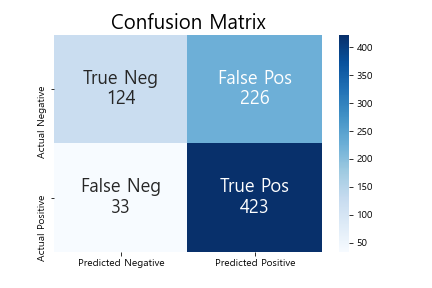 Confusion Matrix
True Neg
124
False Pos
226
False Neg
33
True Pos
423
Actual Negative
Actual Positive
Predicted Negative
Predicted Positive
400
350
300
250
200
150
100
50